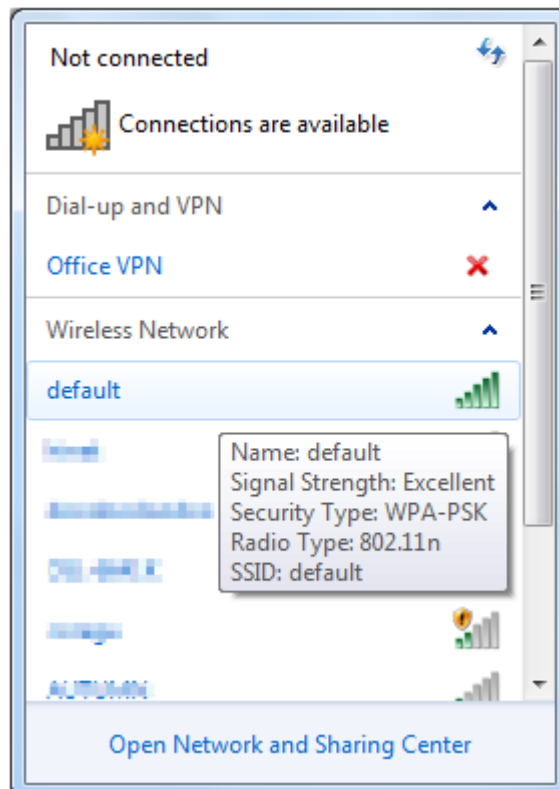 Not connected
Connections are available
Dial-up and VPN
Office VPN
Wireless Network
default
Name: default
Signal Strength: Excellent
Security Type: WPA-PSK
Radio Type: 802.11n
SSID: default
Open Network and Sharing Center